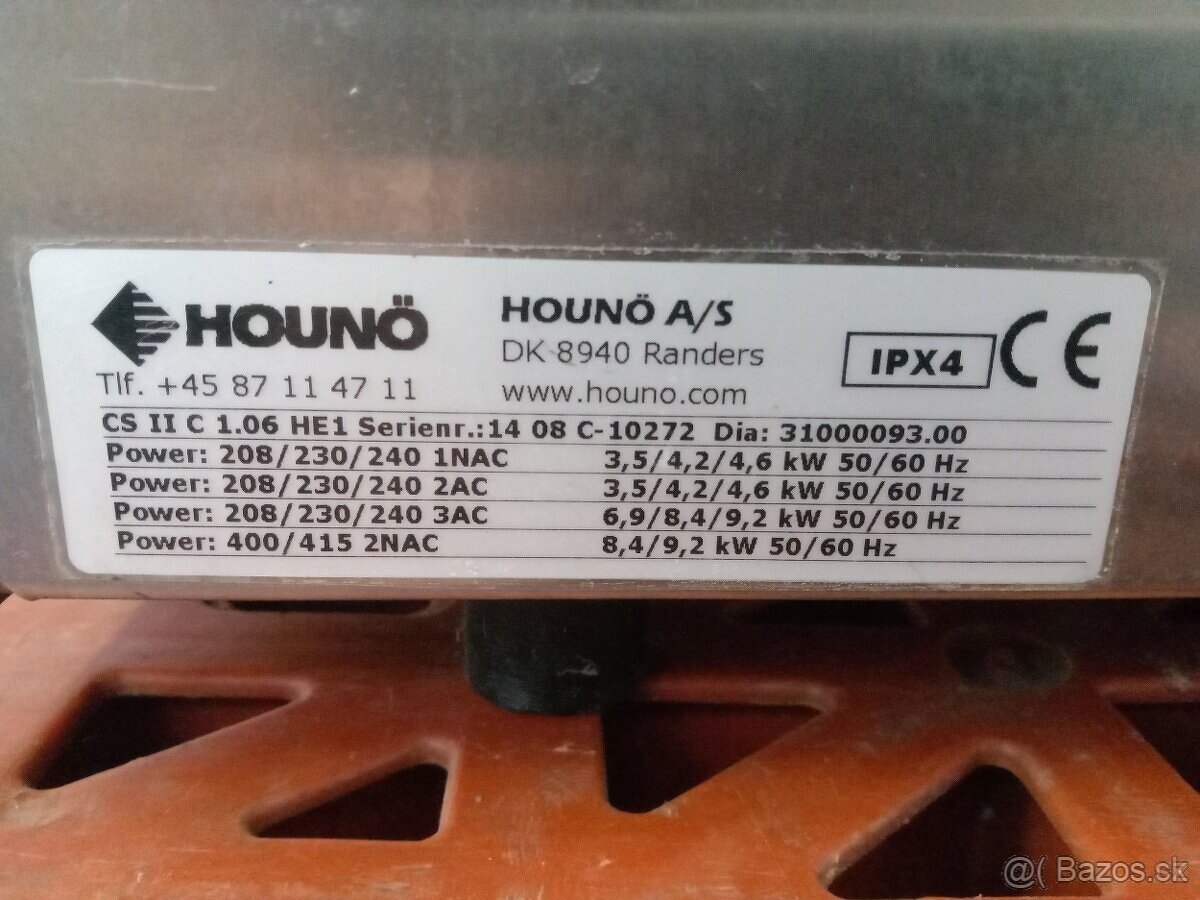 HOUNÖ
Tlf. +45 87 11 47 11
HOUNÖ A/S
DK 8940 Randers
www.houno.com
IPX4
CE
CS II C 1.06 HE1 Serienr.:14 08 C-10272 Dia: 31000093.00
Power: 208/230/240 1NAC 3,5/4,2/4,6 kW 50/60 Hz
Power: 208/230/240 2AC 3,5/4,2/4,6 kW 50/60 Hz
Power: 208/230/240 3AC 6,9/8,4/9,2 kW 50/60 Hz
Power: 400/415 2NAC 8,4/9,2 kW 50/60 Hz
@( Bazos.sk